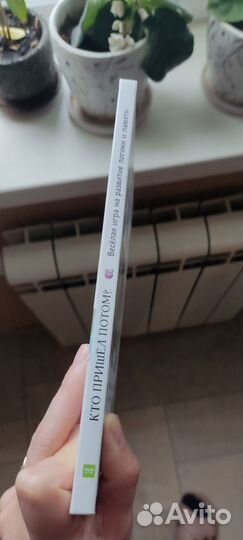 КТО ПРИШЁЛ ПОТОМ?
Весёлая игра на развитие логики и памяти
Avito